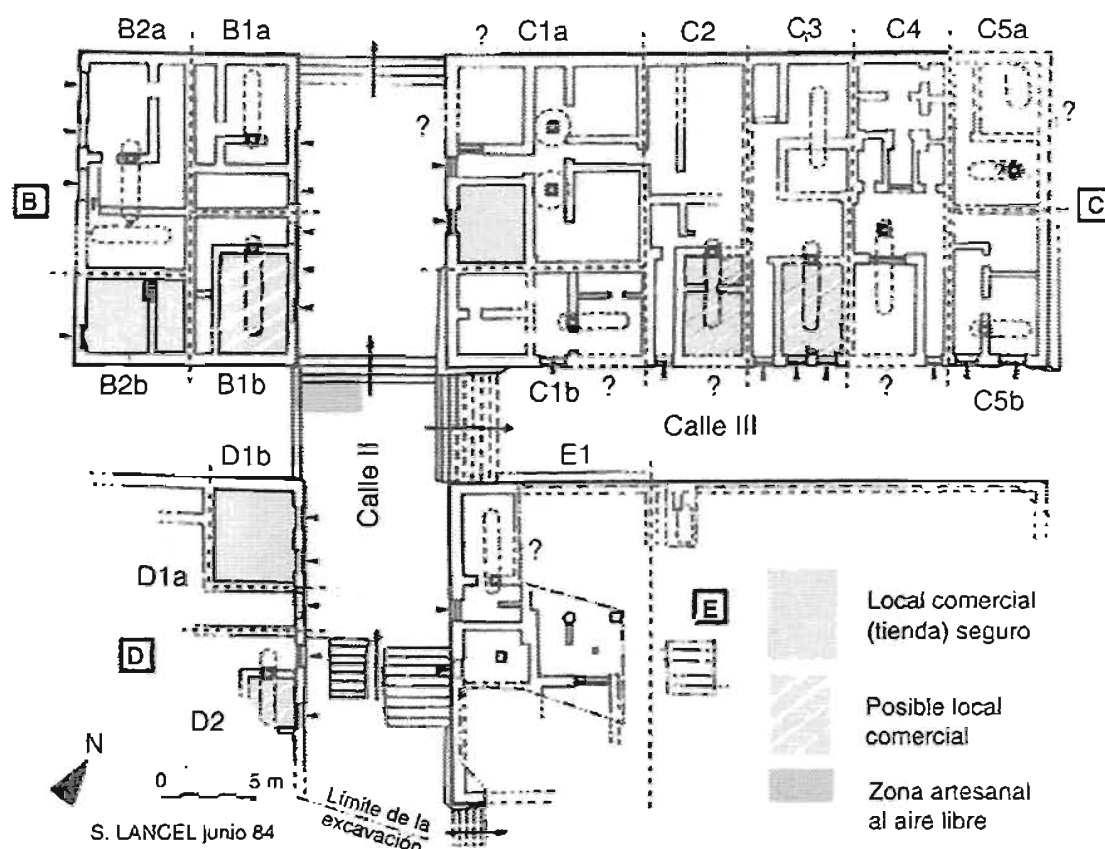 B2a B1a ? C1a C2 C3 C4 C5a
? ?
B C
?
B2b B1b C1b ? ? ? C5b
Calle III
D1b Calle II E1
?
D1a
E
D
D2
Local comercial
(tienda) seguro
Posible local
comercial
Zona artesanal
al aire libre
N
0 5 m
S. LANCEL junio 84
Límite de la
excavación